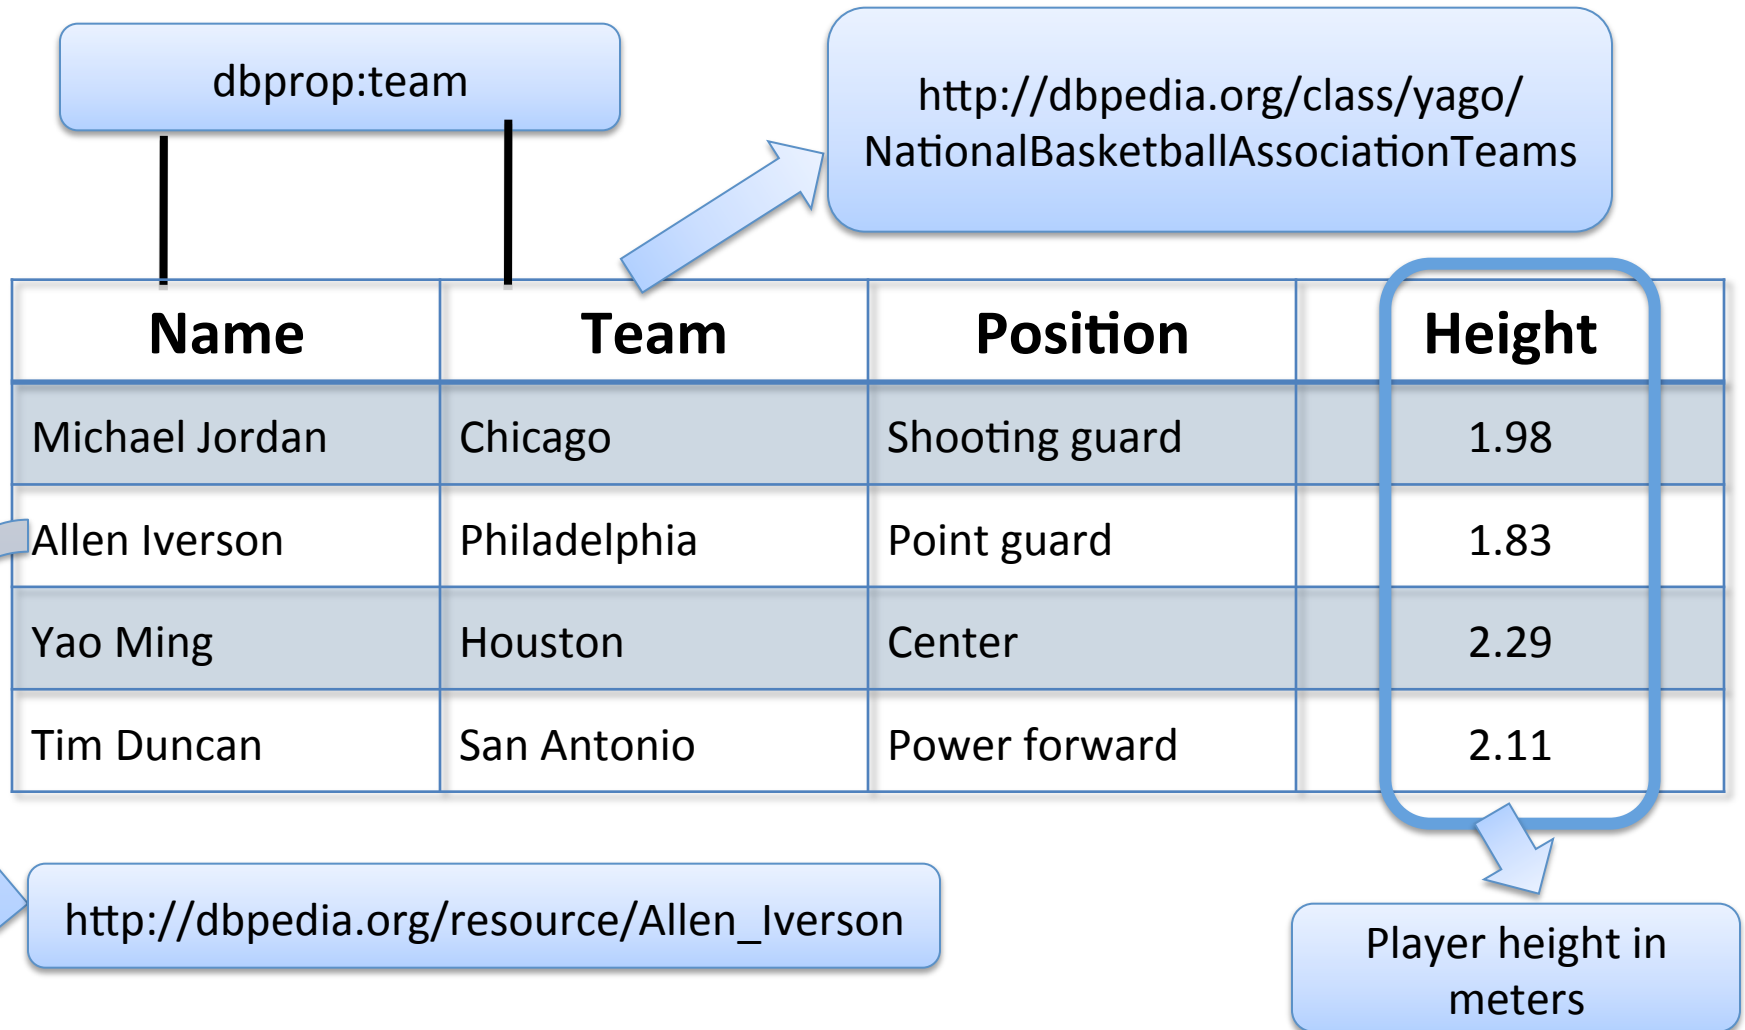 dbprop:team
http://dbpedia.org/class/yago/
NationalBasketballAssociationTeams
Name Team Position Height
Michael Jordan Chicago Shooting guard 1.98
Allen Iverson Philadelphia Point guard 1.83
Yao Ming Houston Center 2.29
Tim Duncan San Antonio Power forward 2.11
http://dbpedia.org/resource/Allen_Iverson
Player height in
meters